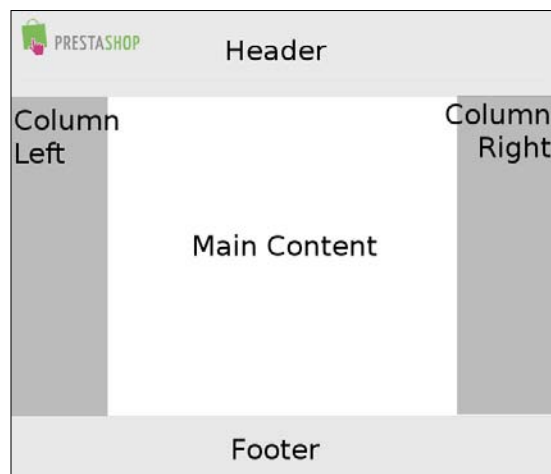 PRESTASHOP
Header
Column
Left
Main Content
Column
Right
Footer